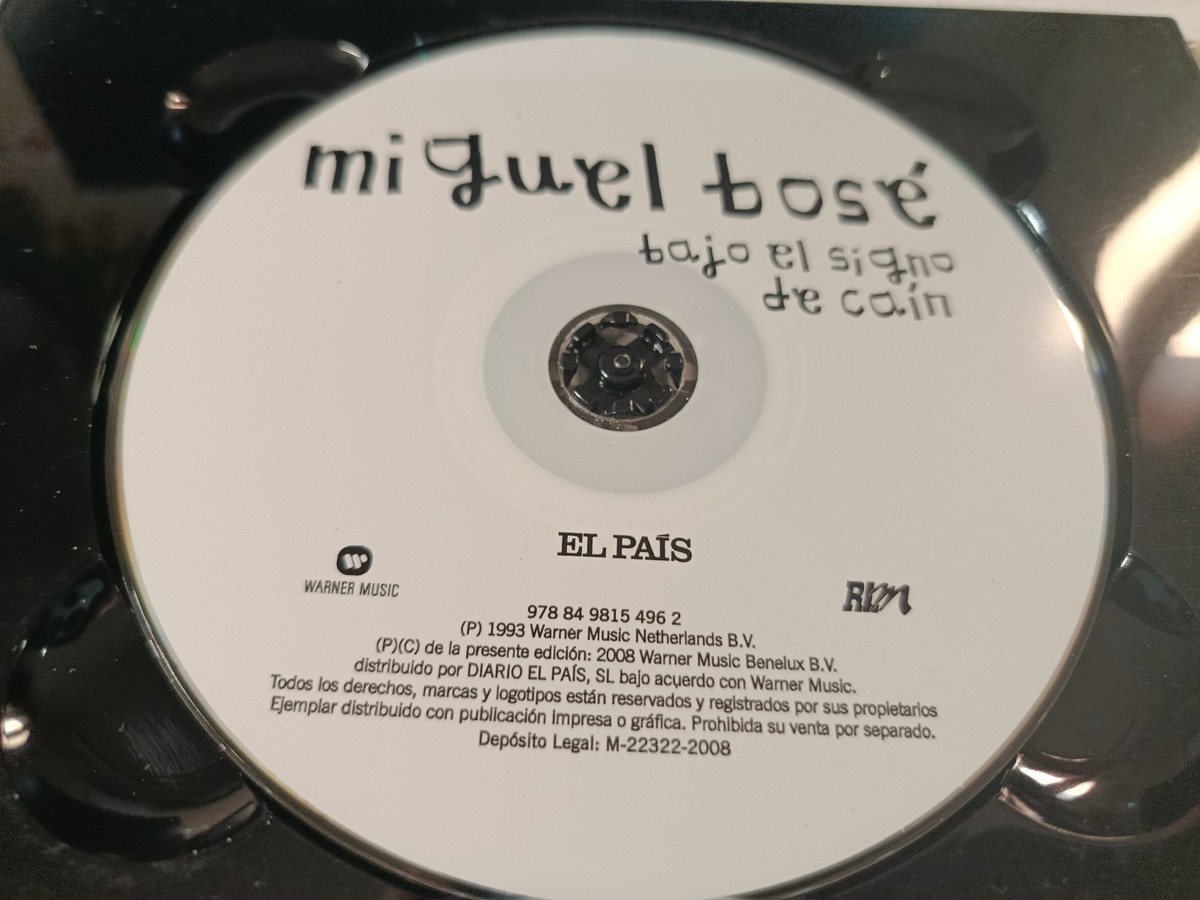 miguel bosé
bajo el signo
de caín
EL PAÍS
WARNER MUSIC
RLM
978 84 9815 496 2
(P) 1993 Warner Music Netherlands B.V.
(P)(C) de la presente edición: 2008 Warner Music Benelux B.V.
distribuido por DIARIO EL PAÍS, SL bajo acuerdo con Warner Music.
Todos los derechos, marcas y logotipos están reservados y registrados por sus propietarios
Ejemplar distribuido con publicación impresa o gráfica. Prohibida su venta por separado.
Depósito Legal: M-22322-2008